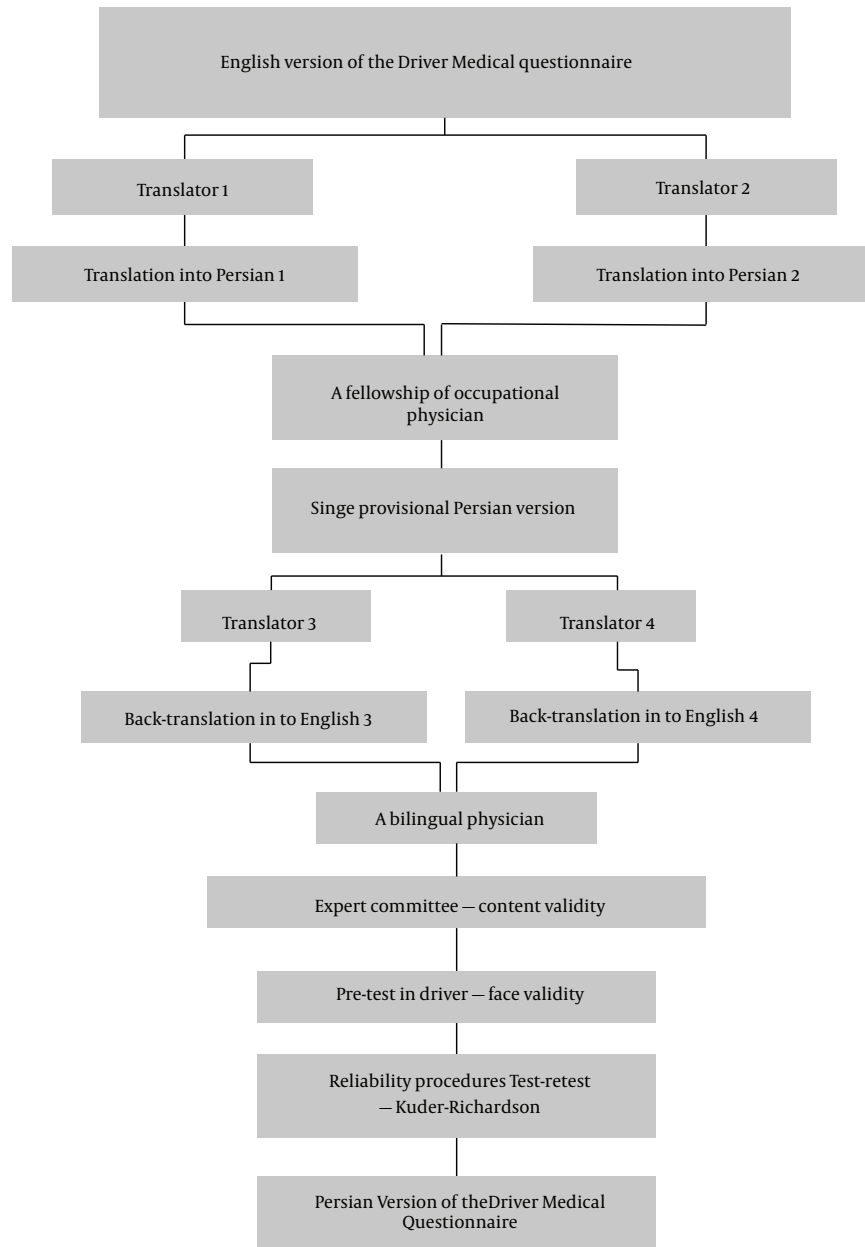 English version of the Driver Medical questionnaire
Translator 1
Translator 2
Translation into Persian 1
Translation into Persian 2
A fellowship of occupational
physician
Singe provisional Persian version
Translator 3
Translator 4
Back-translation in to English 3
Back-translation in to English 4
A bilingual physician
Expert committee — content validity
Pre-test in driver — face validity
Reliability procedures Test-retest
— Kuder-Richardson
Persian Version of theDriver Medical
Questionnaire